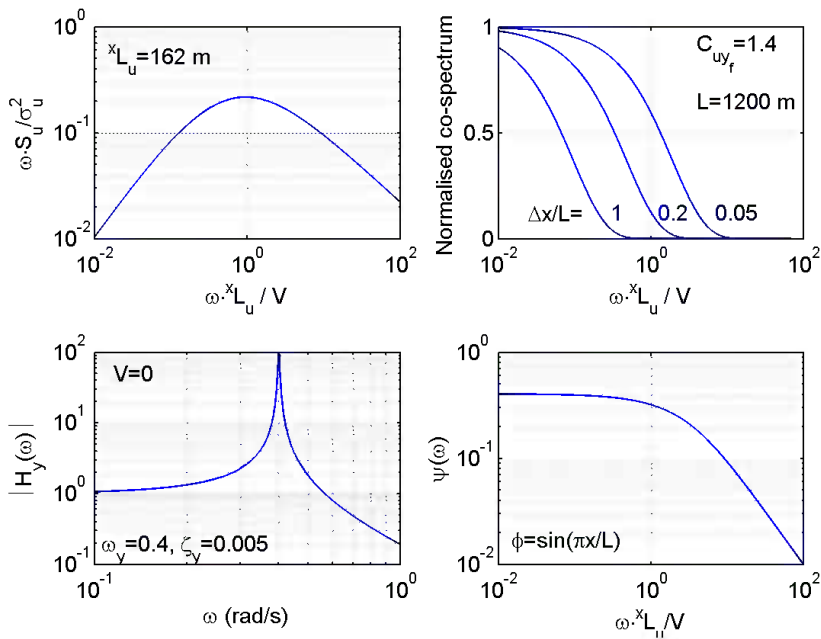 10^0
10^-1
10^-2
10^-2
10^0
10^2
ω·S_u/σ_u^2
ω·^xL_u / V
^xL_u=162 m
1
0.5
0
10^-2
10^0
10^2
Normalised co-spectrum
ω·^xL_u / V
C_uy_f=1.4
L=1200 m
Δx/L= 1 0.2 0.05
10^2
10^1
10^0
10^-1
10^-1
10^0
|H_y(ω)|
ω (rad/s)
V=0
ω_y=0.4, ζ_y=0.005
10^0
10^-1
10^-2
10^-2
10^0
10^2
Ψ(ω)
ω·^xL_u/V
ϕ=sin(πx/L)